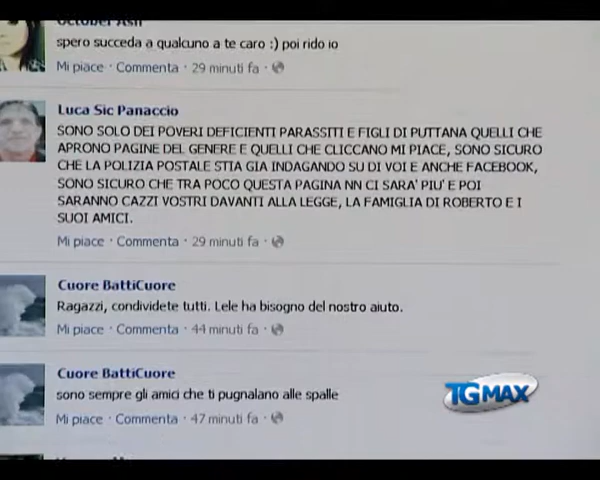 October Ash
spero succeda a qualcuno a te caro :) poi rido io
Mi piace · Commenta · 29 minuti fa ·
Luca Sic Panaccio
SONO SOLO DEI POVERI DEFICIENTI PARASSITI E FIGLI DI PUTTANA QUELLI CHE
APRONO PAGINE DEL GENERE E QUELLI CHE CLICCANO MI PIACE, SONO SICURO
CHE LA POLIZIA POSTALE STIA GIA INDAGANDO SU DI VOI E ANCHE FACEBOOK,
SONO SICURO CHE TRA POCO QUESTA PAGINA NN CI SARA' PIU' E POI
SARANNO CAZZI VOSTRI DAVANTI ALLA LEGGE, LA FAMIGLIA DI ROBERTO E I
SUOI AMICI.
Mi piace · Commenta · 29 minuti fa ·
Cuore BattiCuore
Ragazzi, condividete tutti. Lele ha bisogno del nostro aiuto.
Mi piace · Commenta · 44 minuti fa ·
Cuore BattiCuore
sono sempre gli amici che ti pugnalano alle spalle
TGMAX
Mi piace · Commenta · 47 minuti fa ·